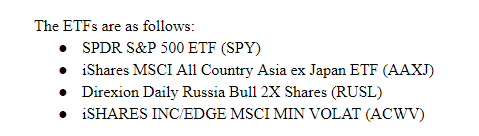 The ETFs are as follows:
● SPDR S&P 500 ETF (SPY)
● iShares MSCI All Country Asia ex Japan ETF (AAXJ)
● Direxion Daily Russia Bull 2X Shares (RUSL)
● iSHARES INC/EDGE MSCI MIN VOLAT (ACWV)